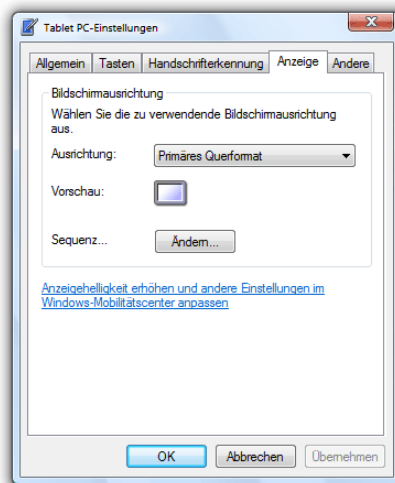 Tablet PC-Einstellungen
Allgemein Tasten Handschrifterkennung Anzeige Andere
Bildschirmausrichtung
Wählen Sie die zu verwendende Bildschirmausrichtung
aus.
Ausrichtung: Primäres Querformat
Vorschau:
Sequenz... Ändern...
Anzeigehelligkeit erhöhen und andere Einstellungen im
Windows-Mobilitätscenter anpassen
OK Abbrechen Übernehmen